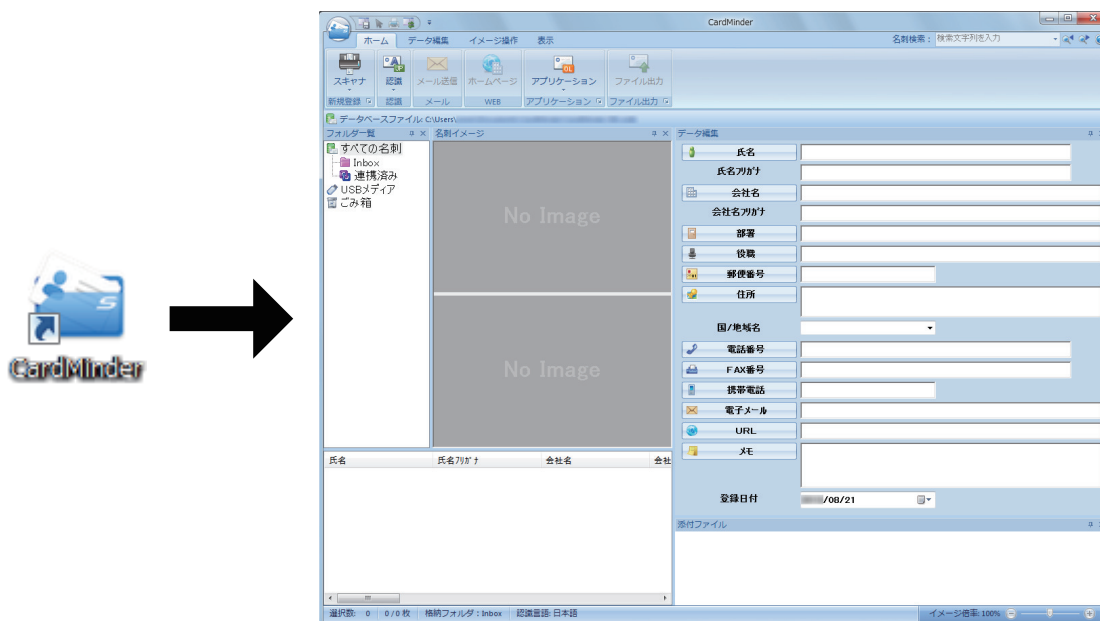 CardMinder
CardMinder
ホーム データ編集 イメージ操作 表示 名刺検索： 検索文字列を入力
スキャナ 認識 メール送信 ホームページ アプリケーション ファイル出力
新規登録 認識 メール WEB アプリケーション ファイル出力
データベースファイル: C:\Users\
フォルダ一覧 名刺イメージ データ編集
すべての名刺
Inbox
連携済み
USBメディア
ごみ箱
No Image
No Image
氏名
氏名フリガナ
会社名
会社名フリガナ
部署
役職
郵便番号
住所
国/地域名
電話番号
FAX番号
携帯電話
電子メール
URL
メモ
登録日付 /08/21
添付ファイル
氏名 氏名フリガナ 会社名 会社
選択数: 0 0/0 枚 格納フォルダ：Inbox 認識言語: 日本語 イメージ倍率: 100%